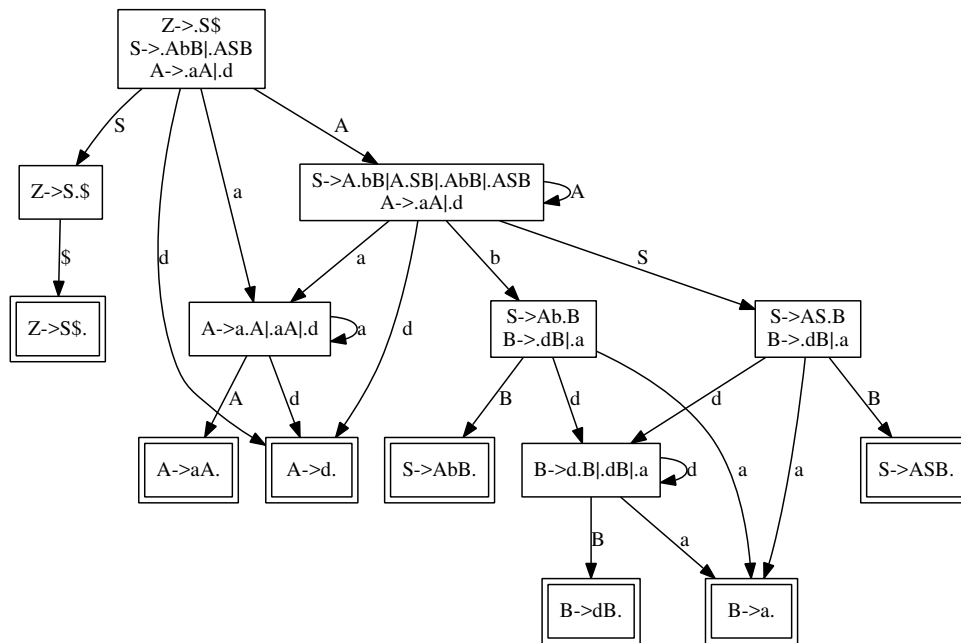 Z->.S$
S->.AbB|.ASB
A->.aA|.d
S
A
Z->S.$
a
S->A.bB|A.SB|.AbB|.ASB
A->.aA|.d
A
$
d
a
d
b
S
Z->S$.
A->a.A|.aA|.d
a
S->Ab.B
B->.dB|.a
S->AS.B
B->.dB|.a
A
d
B
d
a
d
a
B
A->aA.
A->d.
S->AbB.
B->d.B|.dB|.a
d
S->ASB.
B
a
B->dB.
B->a.